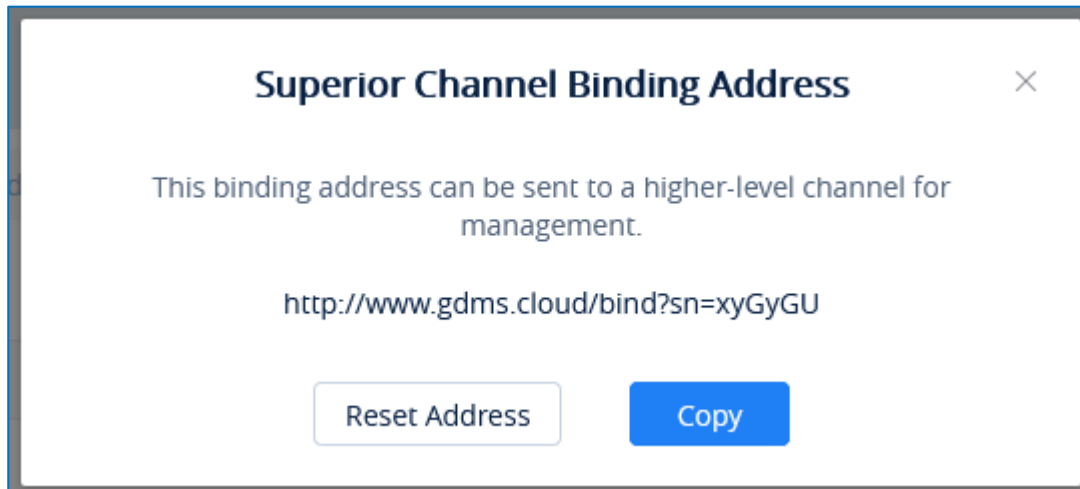 Superior Channel Binding Address
This binding address can be sent to a higher-level channel for
management.
http://www.gdms.cloud/bind?sn=xyGyGU
Reset Address
Copy